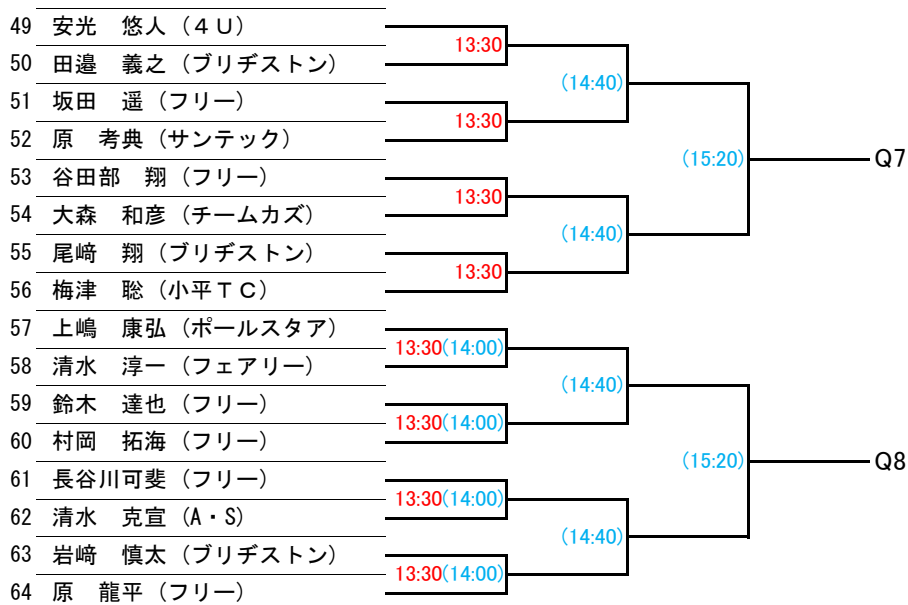 49 安光　悠人（４Ｕ）
13:30
50 田邉　義之（ブリヂストン）
(14:40)
51 坂田　遥（フリー）
13:30
52 原　考典（サンテック）
(15:20)
Q7
53 谷田部　翔（フリー）
13:30
54 大森　和彦（チームカズ）
(14:40)
55 尾﨑　翔（ブリヂストン）
13:30
56 梅津　聡（小平ＴＣ）
57 上嶋　康弘（ポールスタア）
13:30(14:00)
58 清水　淳一（フェアリー）
(14:40)
59 鈴木　達也（フリー）
13:30(14:00)
60 村岡　拓海（フリー）
(15:20)
Q8
61 長谷川可斐（フリー）
13:30(14:00)
62 清水　克宣（A・S）
(14:40)
63 岩﨑　慎太（ブリヂストン）
13:30(14:00)
64 原　龍平（フリー）